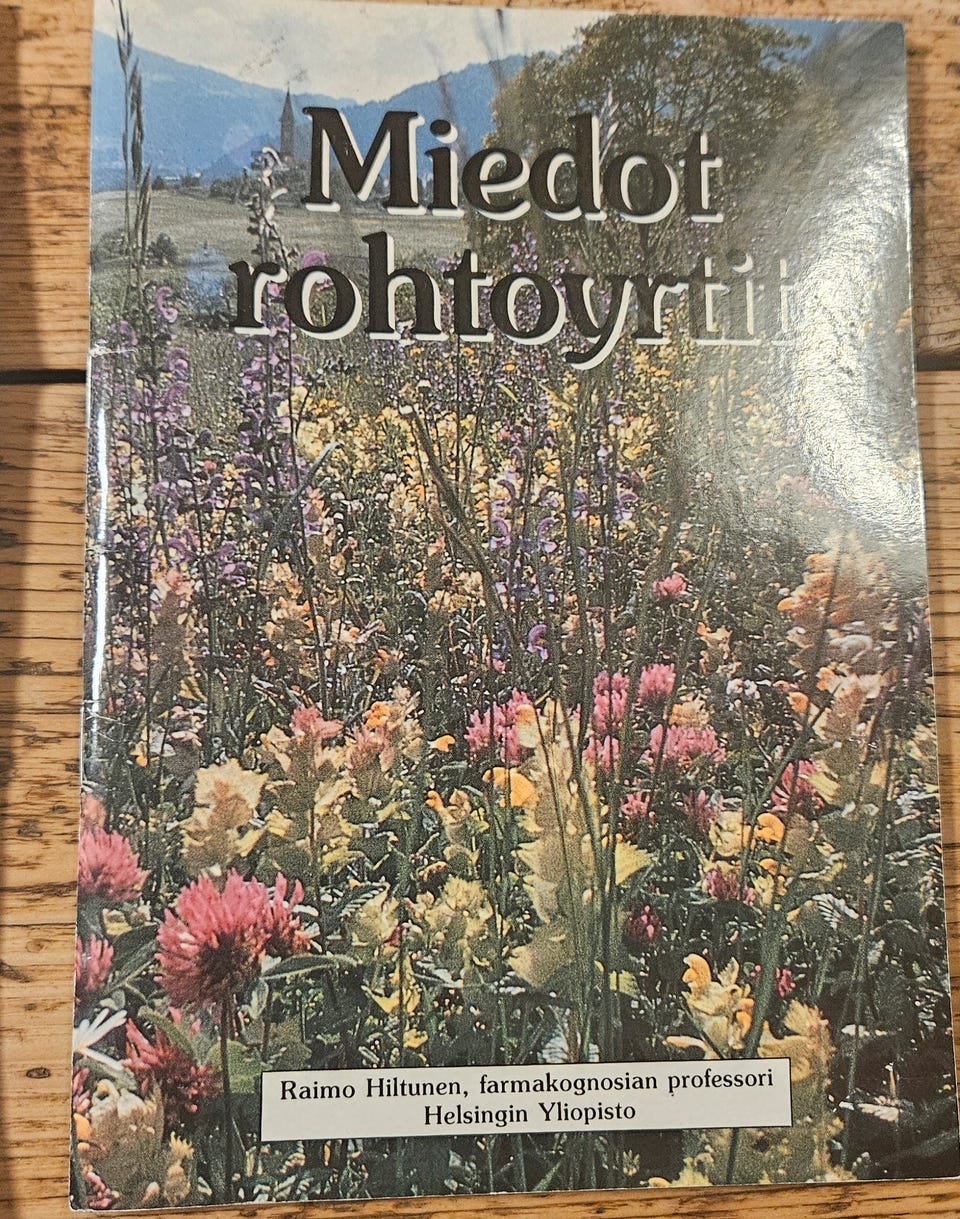 Miedot
rohtoyrtit
Raimo Hiltunen, farmakognosian professori
Helsingin Yliopisto